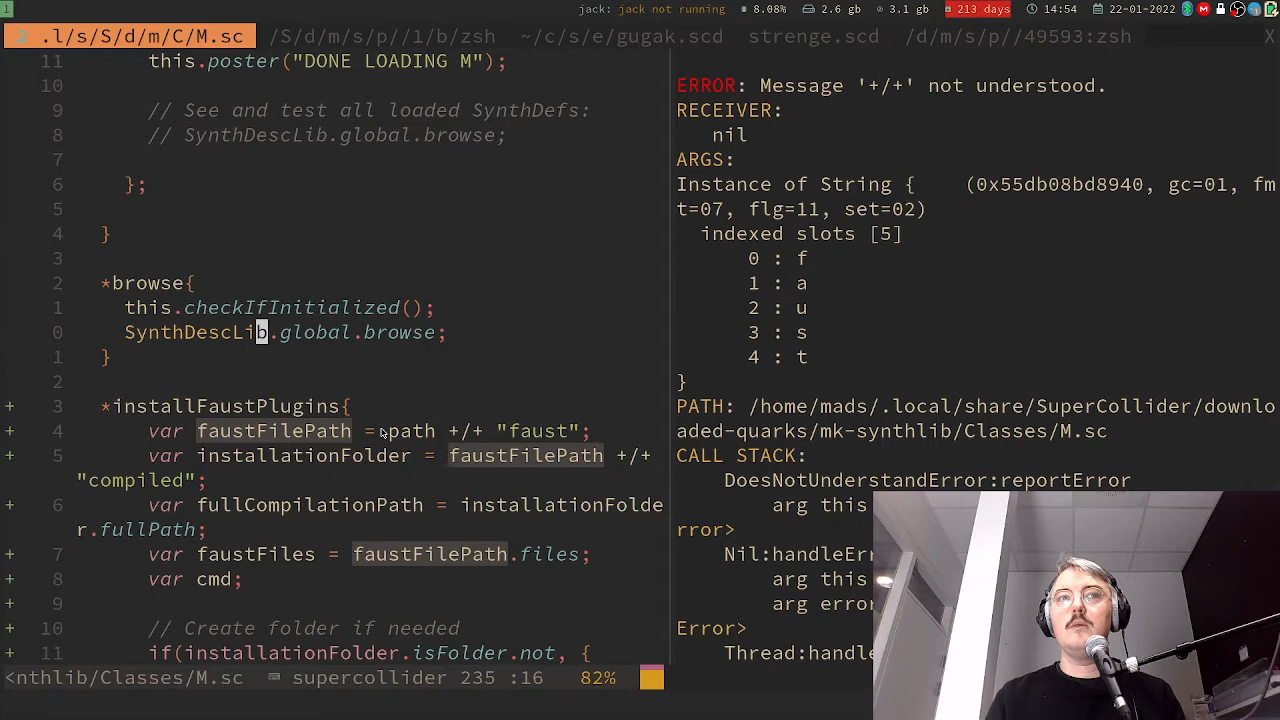 1 jack: jack not running 8.08% 2.6 gb 3.1 gb 213 days 14:54 22-01-2022
2 .l/s/S/d/m/C/M.sc /S/d/m/s/p//l/b/zsh ~/c/s/e/gugak.scd strenge.scd /d/m/s/p//49593:zsh X
11 this.poster("DONE LOADING M");
10
9 // See and test all loaded SynthDefs:
8 // SynthDescLib.global.browse;
7
6 };
5
4 }
3
2 *browse{
1 this.checkIfInitialized();
0 SynthDescLib.global.browse;
1 }
2
+ 3 *installFaustPlugins{
+ 4 var faustFilePath = path +/+ "faust";
+ 5 var installationFolder = faustFilePath +/+
"compiled";
+ 6 var fullCompilationPath = installationFolde
r.fullPath;
+ 7 var faustFiles = faustFilePath.files;
+ 8 var cmd;
+ 9
+ 10 // Create folder if needed
+ 11 if(installationFolder.isFolder.not, {
<nthlib/Classes/M.sc supercollider 235 :16 82%
ERROR: Message '+/+' not understood.
RECEIVER:
nil
ARGS:
Instance of String { (0x55db08bd8940, gc=01, fm
t=07, flg=11, set=02)
indexed slots [5]
0 : f
1 : a
2 : u
3 : s
4 : t
}
PATH: /home/mads/.local/share/SuperCollider/downlo
aded-quarks/mk-synthlib/Classes/M.sc
CALL STACK:
DoesNotUnderstandError:reportError
arg this
rror>
Nil:handleErr
arg this
arg erro
Error>
Thread:handle